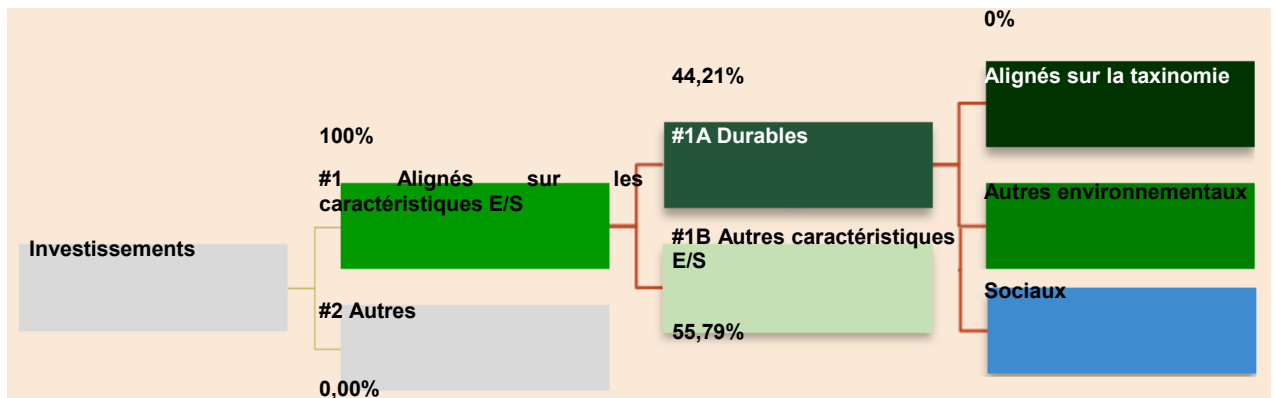 Investissements
100%
#1 Alignés sur les
caractéristiques E/S
#2 Autres
0,00%
44,21%
#1A Durables
#1B Autres caractéristiques
E/S
55,79%
0%
Alignés sur la taxinomie
Autres environnementaux
Sociaux